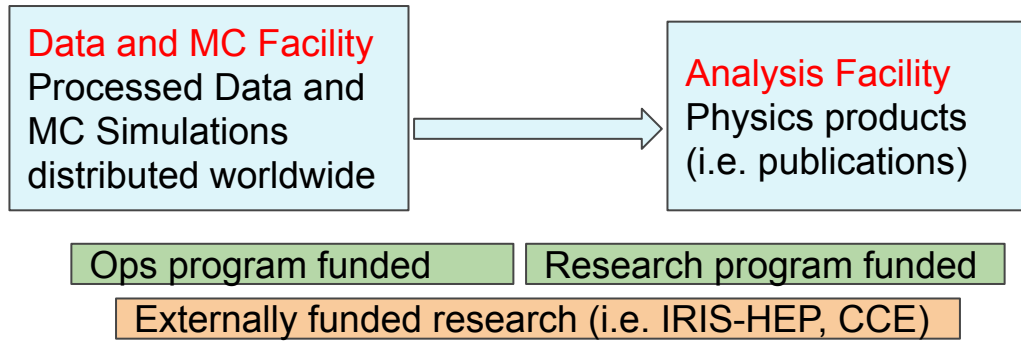 Data and MC Facility
Processed Data and
MC Simulations
distributed worldwide
Analysis Facility
Physics products
(i.e. publications)
Ops program funded
Research program funded
Externally funded research (i.e. IRIS-HEP, CCE)